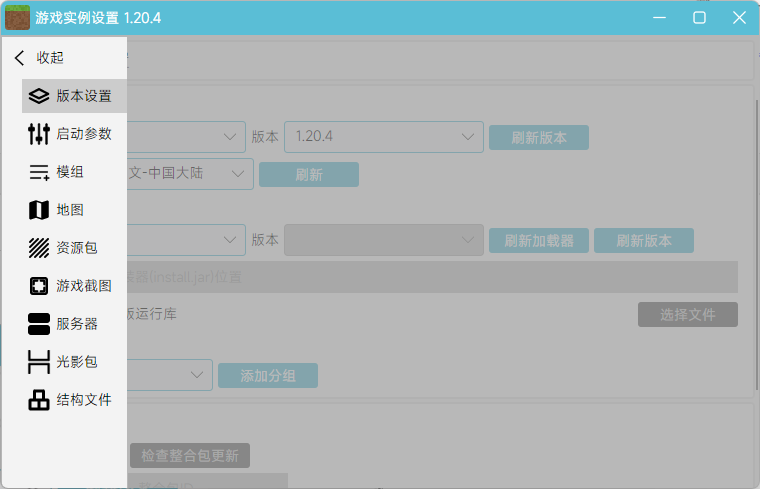 游戏实例设置 1.20.4
收起
版本设置
启动参数
模组
地图
资源包
游戏截图
服务器
光影包
结构文件
版本 1.20.4 刷新版本
文-中国大陆 刷新
版本 刷新加载器 刷新版本
器(install.jar)位置
版运行库 选择文件
添加分组
检查整合包更新